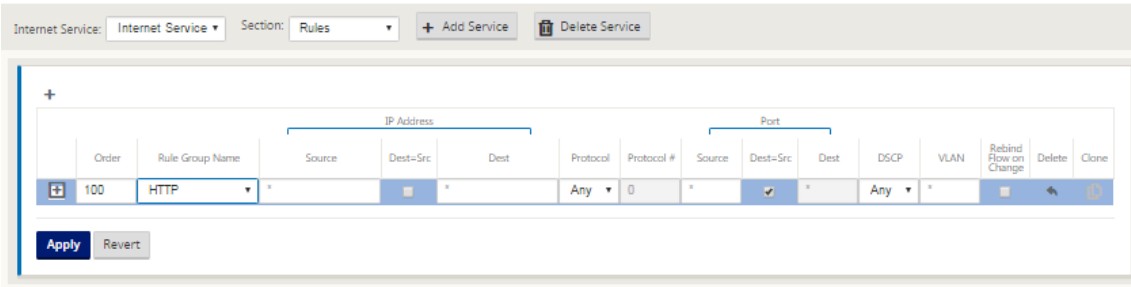 Internet Service: Internet Service Section: Rules + Add Service Delete Service
+
IP Address Port
Order Rule Group Name Source Dest=Src Dest Protocol Protocol # Source Dest=Src Dest DSCP VLAN Rebind Flow on Change Delete Clone
+ 100 HTTP * * Any 0 * * Any *
Apply Revert